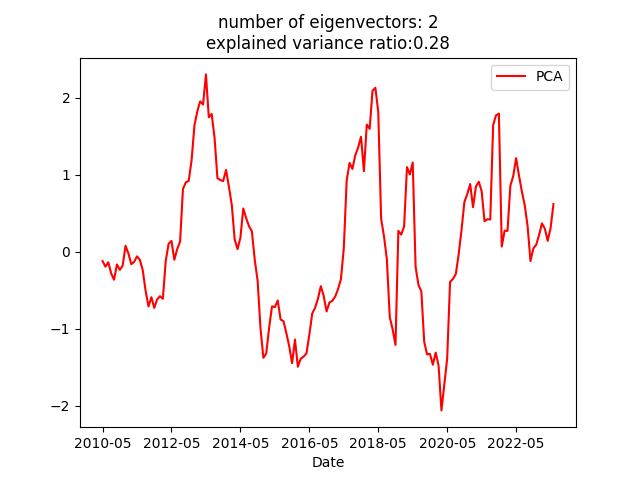 number of eigenvectors: 2
explained variance ratio:0.28
PCA
2
1
0
−1
−2
2010-05 2012-05 2014-05 2016-05 2018-05 2020-05 2022-05
Date